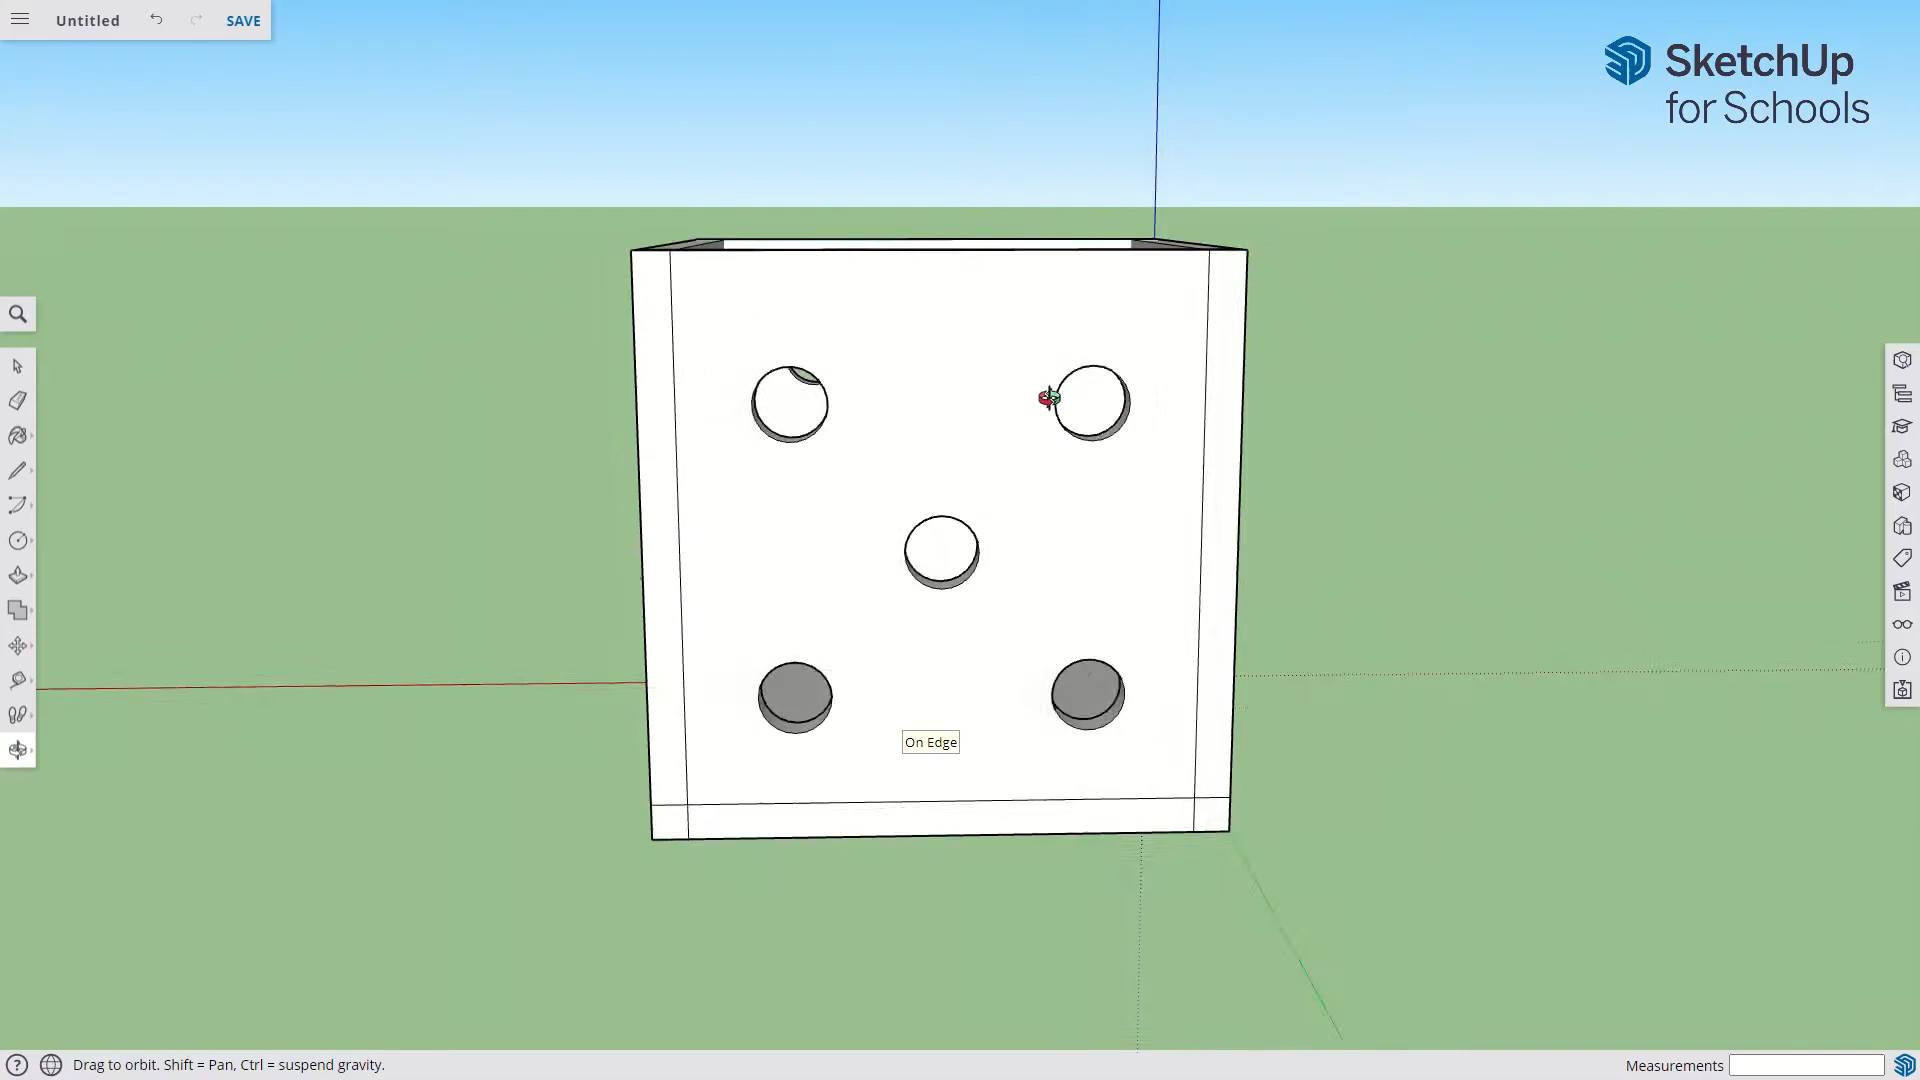 Untitled SAVE
SketchUp
for Schools
On Edge
Drag to orbit. Shift = Pan, Ctrl = suspend gravity.
Measurements